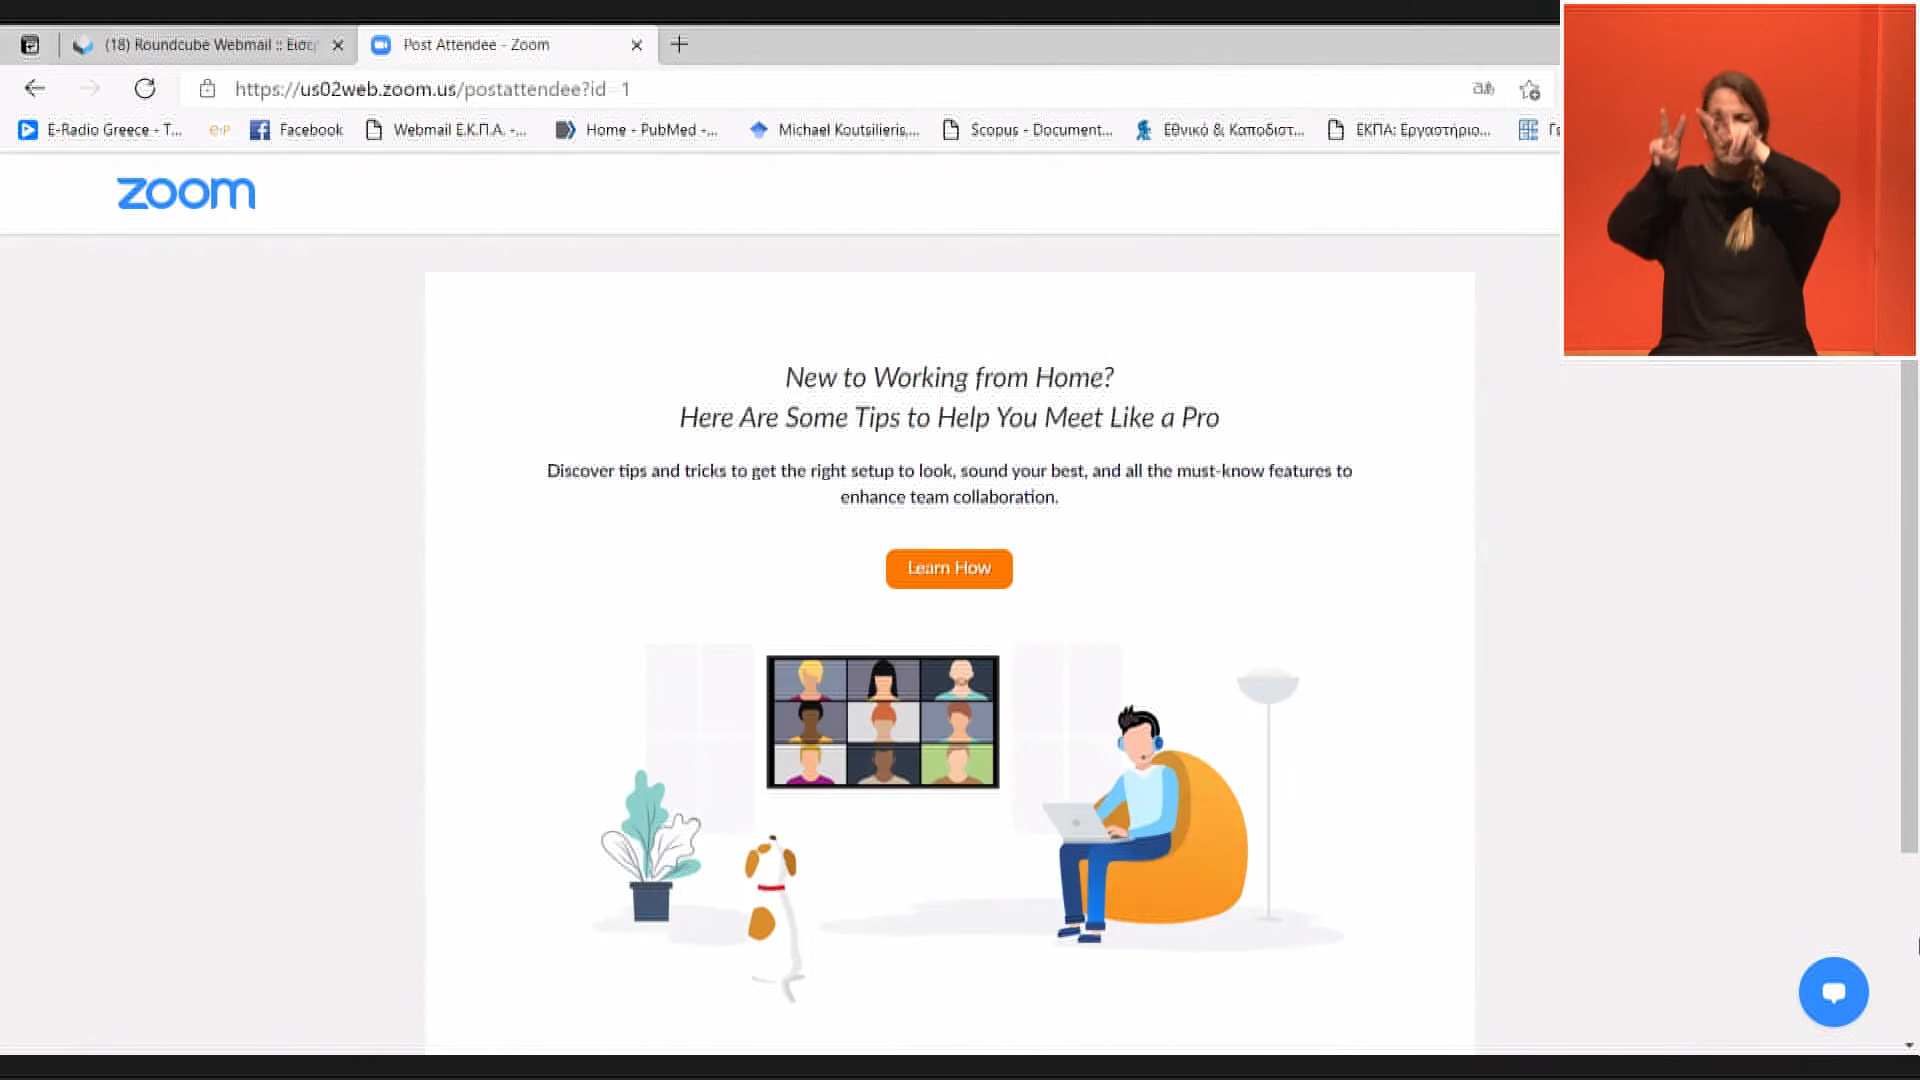 (18) Roundcube Webmail :: Εισερ
Post Attendee - Zoom
https://us02web.zoom.us/postattendee?id=1
E-Radio Greece - T...
Facebook
Webmail Ε.Κ.Π.Α. -...
Home - PubMed -...
Michael Koutsilieris,...
Scopus - Document...
Εθνικό & Καποδιστ...
ΕΚΠΑ: Εργαστήριο...
zoom
New to Working from Home?
Here Are Some Tips to Help You Meet Like a Pro
Discover tips and tricks to get the right setup to look, sound your best, and all the must-know features to
enhance team collaboration.
Learn How